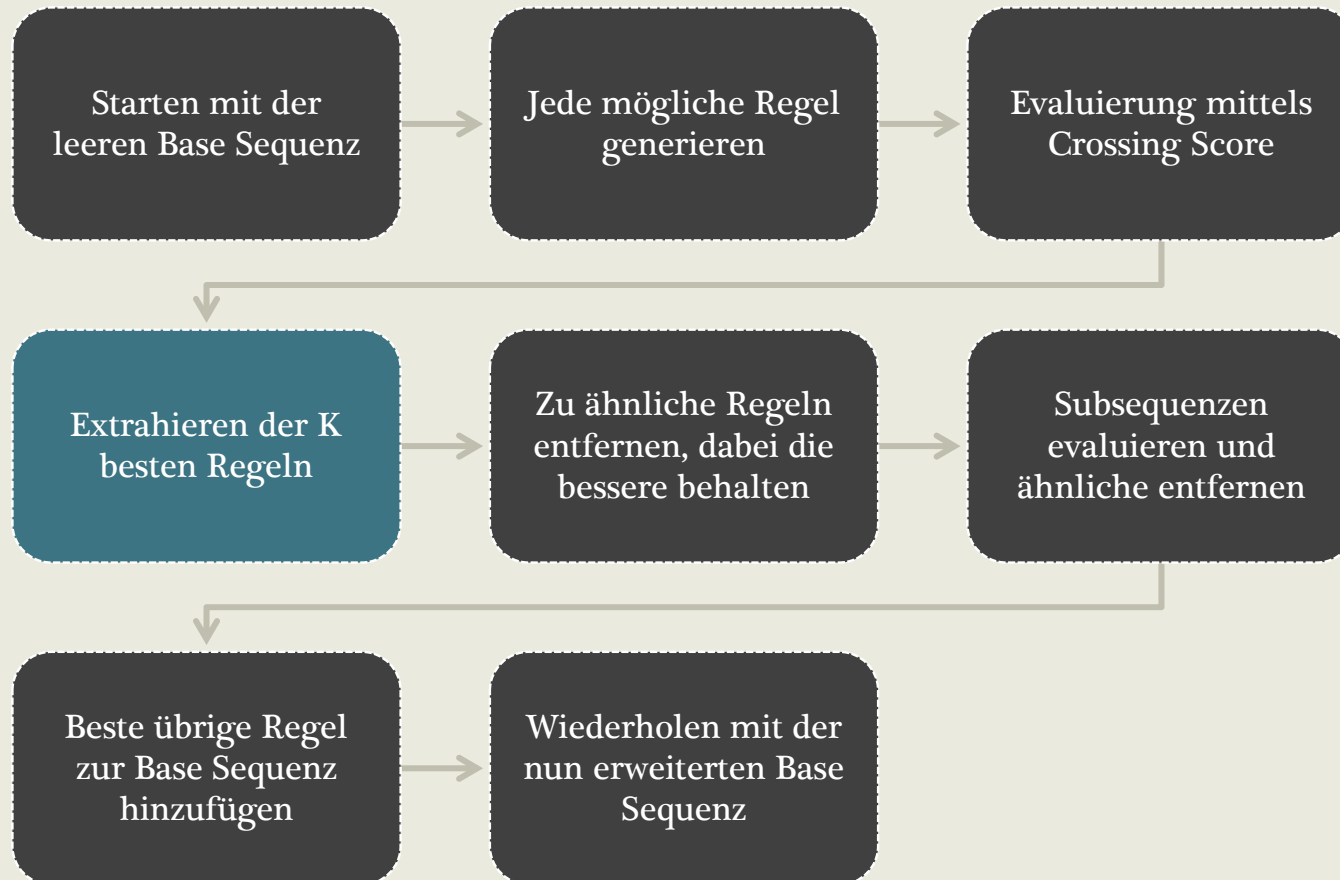 Starten mit der
leeren Base Sequenz
Jede mögliche Regel
generieren
Evaluierung mittels
Crossing Score
Extrahieren der K
besten Regeln
Zu ähnliche Regeln
entfernen, dabei die
bessere behalten
Subsequenzen
evaluieren und
ähnliche entfernen
Beste übrige Regel
zur Base Sequenz
hinzufügen
Wiederholen mit der
nun erweiterten Base
Sequenz